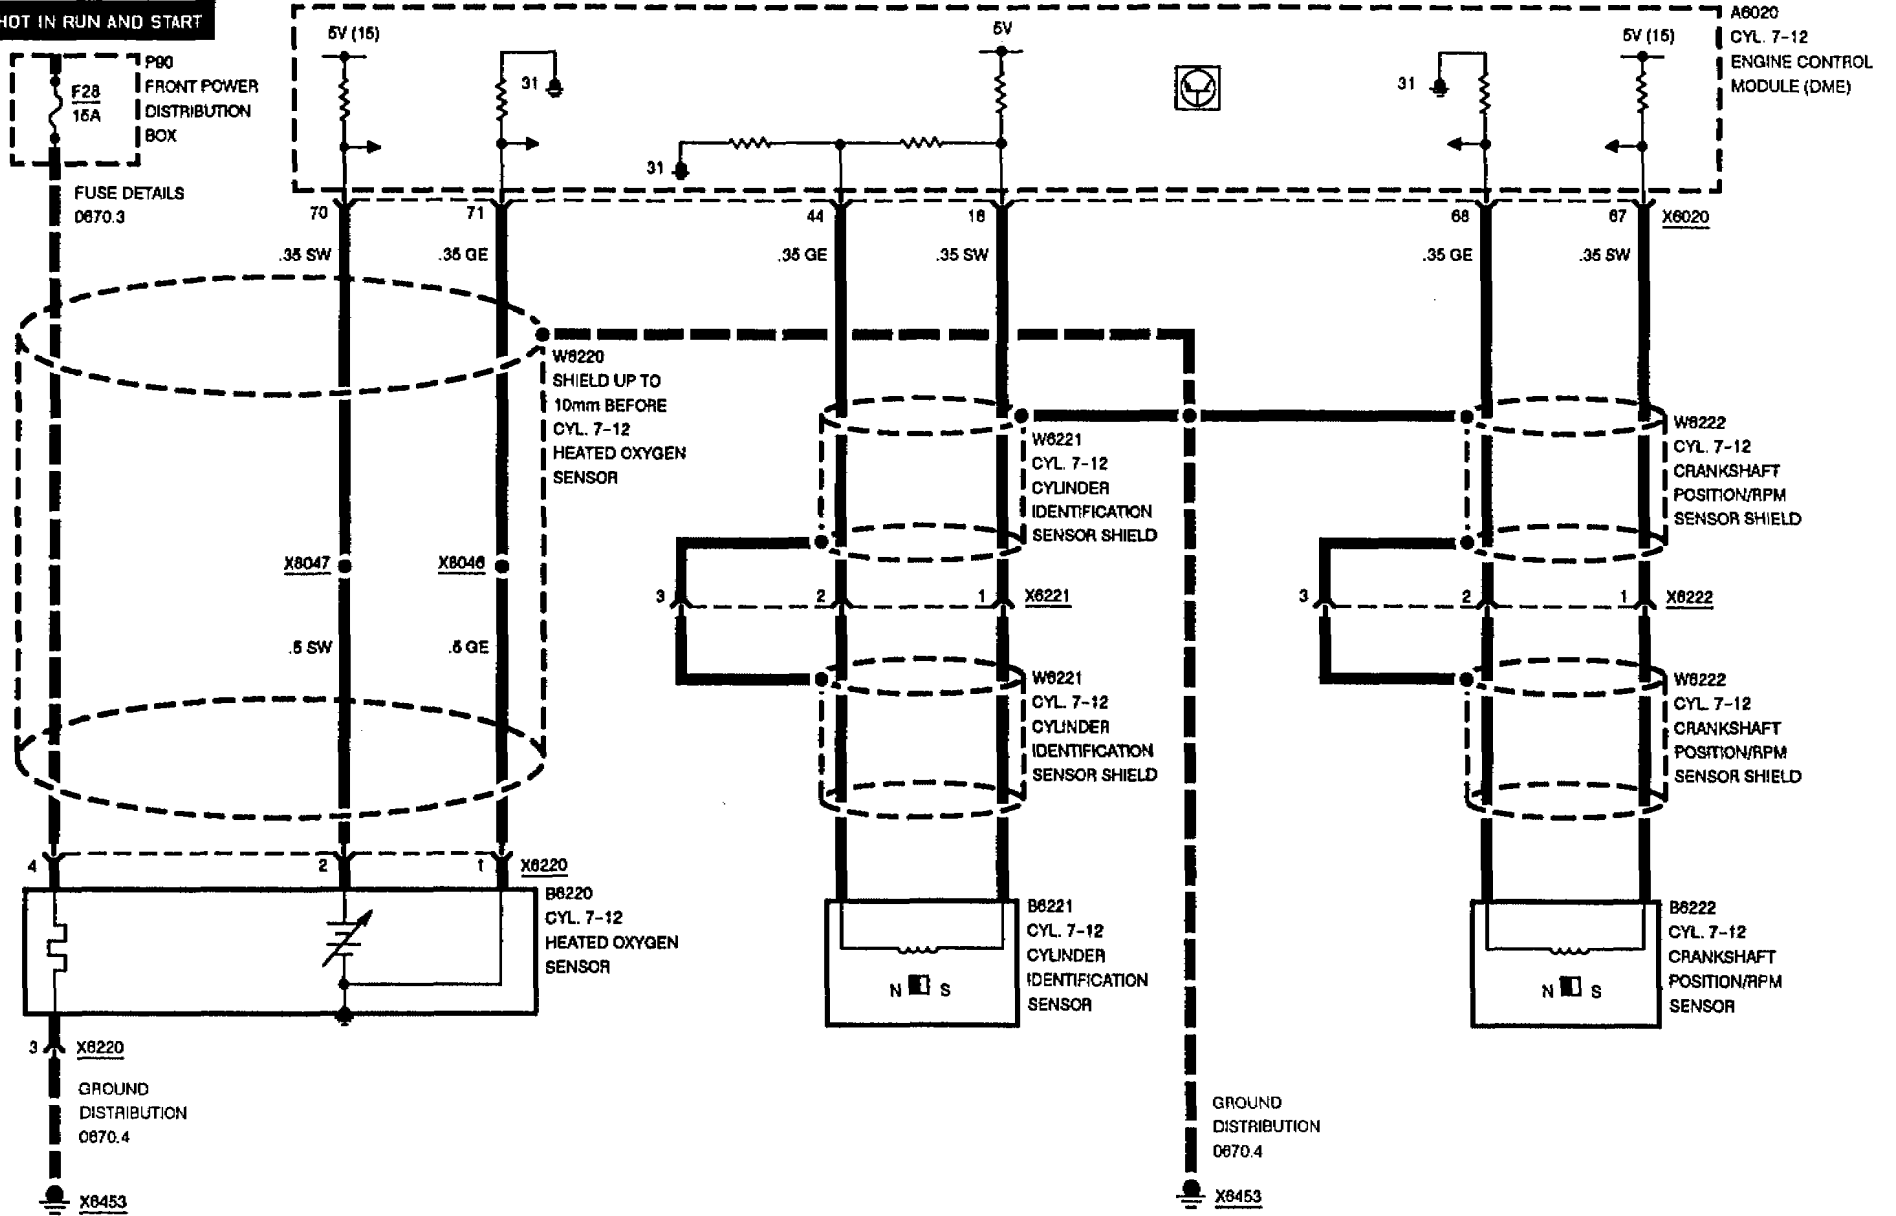 HOT IN RUN AND START
F28
15A
P90
FRONT POWER
DISTRIBUTION
BOX
FUSE DETAILS
0670.3
5V (15)
31
31
5V
31
5V (15)
A6020
CYL. 7-12
ENGINE CONTROL
MODULE (DME)
70
71
44
16
68
67
X6020
.35 SW
.35 GE
.35 GE
.35 SW
.35 GE
.35 SW
W6220
SHIELD UP TO
10mm BEFORE
CYL. 7-12
HEATED OXYGEN
SENSOR
W6221
CYL. 7-12
CYLINDER
IDENTIFICATION
SENSOR SHIELD
W6222
CYL. 7-12
CRANKSHAFT
POSITION/RPM
SENSOR SHIELD
X6047
X6046
3
2
1
X6221
3
2
1
X6222
.5 SW
.5 GE
W6221
CYL. 7-12
CYLINDER
IDENTIFICATION
SENSOR SHIELD
W6222
CYL. 7-12
CRANKSHAFT
POSITION/RPM
SENSOR SHIELD
4
2
1
X6220
B6220
CYL. 7-12
HEATED OXYGEN
SENSOR
N
S
B6221
CYL. 7-12
CYLINDER
IDENTIFICATION
SENSOR
N
S
B6222
CYL. 7-12
CRANKSHAFT
POSITION/RPM
SENSOR
3
X6220
GROUND
DISTRIBUTION
0670.4
X6453
GROUND
DISTRIBUTION
0670.4
X6453